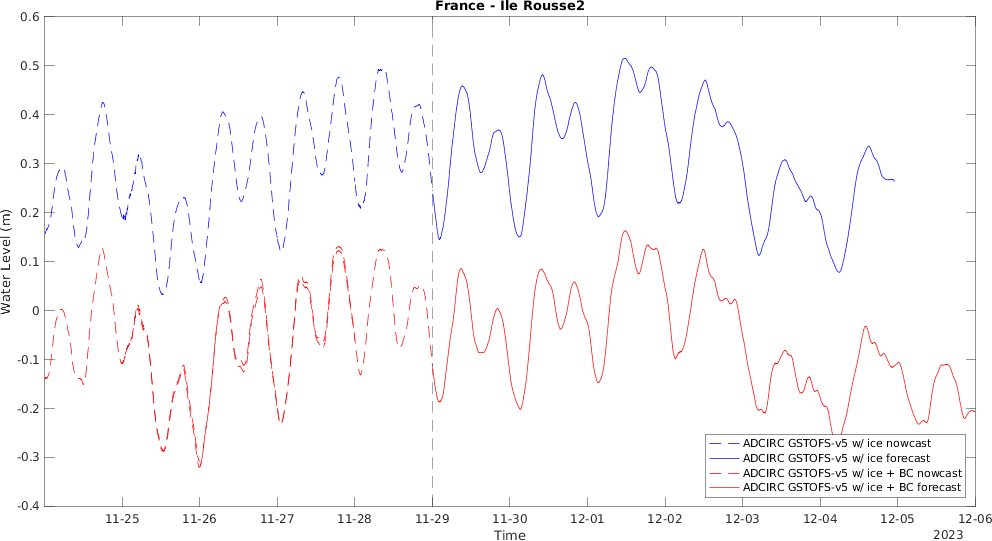 France - Ile Rousse2
0.6
0.5
0.4
0.3
0.2
0.1
0
-0.1
-0.2
-0.3
-0.4
Water Level (m)
ADCIRC GSTOFS-v5 w/ ice nowcast
ADCIRC GSTOFS-v5 w/ ice forecast
ADCIRC GSTOFS-v5 w/ ice + BC nowcast
ADCIRC GSTOFS-v5 w/ ice + BC forecast
11-25 11-26 11-27 11-28 11-29 11-30 12-01 12-02 12-03 12-04 12-05 12-06
Time
2023